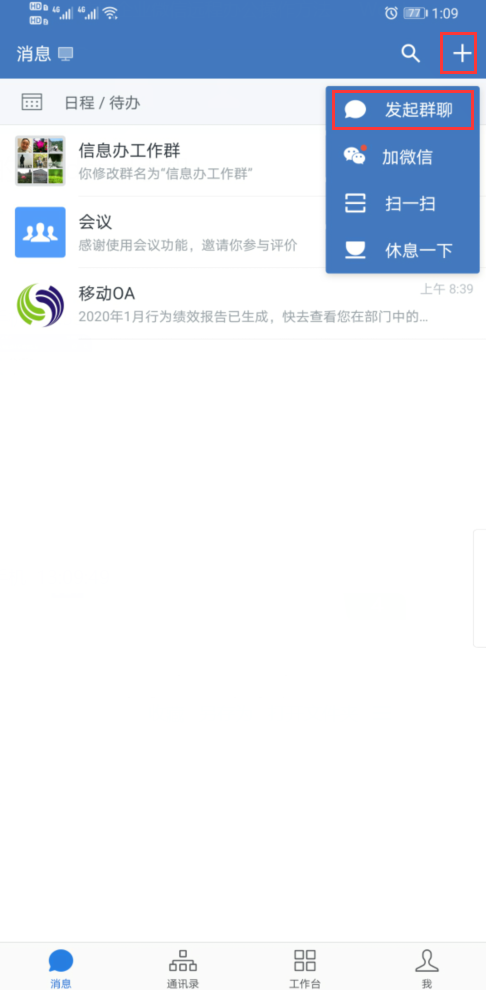 HD 4G 4G 77 1:09
HD
消息
发起群聊
日程 / 待办
加微信
信息办工作群
你修改群名为“信息办工作群”
扫一扫
会议
感谢使用会议功能，邀请你参与评价
休息一下
移动OA
上午 8:39
2020年1月行为绩效报告已生成，快去查看您在部门中的...
消息 通讯录 工作台 我